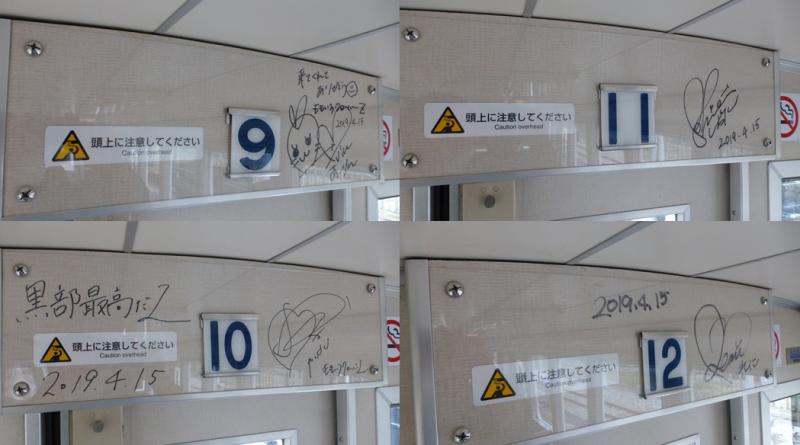 来てくれて
ありがとう
ももいろクローバーZ
2019.4.15
頭上に注意してください
Caution overhead
9
11
頭上に注意してください
Caution overhead
2019.4.15
黒部最高だZ
頭上に注意してください
Caution overhead
10
2019.4.15
2019.4.15
頭上に注意してください
Caution overhead
12